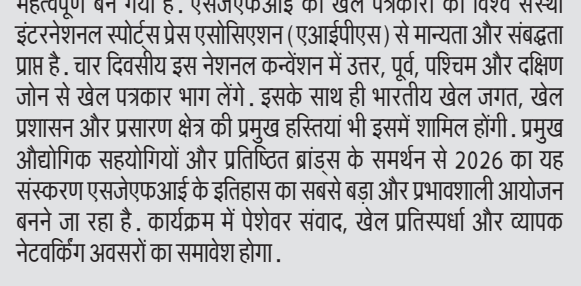 महत्वपूर्ण बन गया है. एसजेएफआई को खेल पत्रकारों की विश्व संस्था
इंटरनेशनल स्पोर्ट्स प्रेस एसोसिएशन (एआईपीएस) से मान्यता और संबद्धता
प्राप्त है. चार दिवसीय इस नेशनल कन्वेंशन में उत्तर, पूर्व, पश्चिम और दक्षिण
जोन से खेल पत्रकार भाग लेंगे. इसके साथ ही भारतीय खेल जगत, खेल
प्रशासन और प्रसारण क्षेत्र की प्रमुख हस्तियां भी इसमें शामिल होंगी. प्रमुख
औद्योगिक सहयोगियों और प्रतिष्ठित ब्रांड्स के समर्थन से 2026 का यह
संस्करण एसजेएफआई के इतिहास का सबसे बड़ा और प्रभावशाली आयोजन
बनने जा रहा है. कार्यक्रम में पेशेवर संवाद, खेल प्रतिस्पर्धा और व्यापक
नेटवर्किंग अवसरों का समावेश होगा.